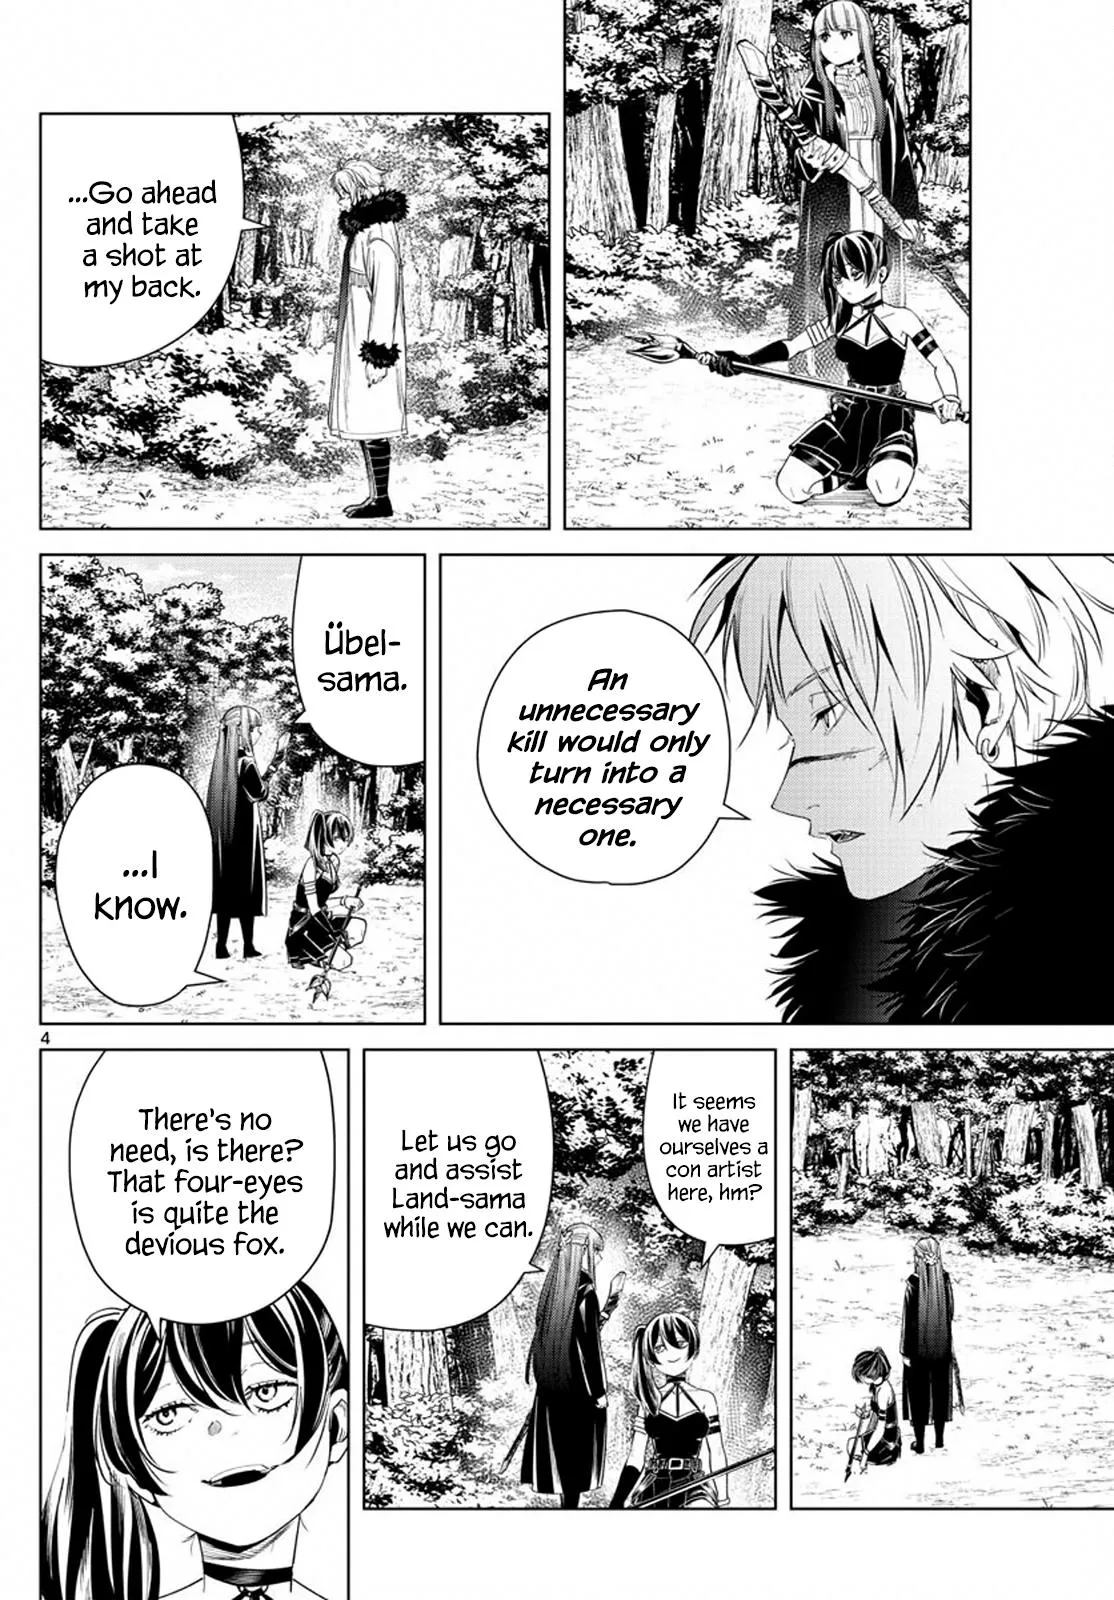 ...Go ahead
and take
a shot at
my back.
An
unnecessary
kill would only
turn into a
necessary
one.
Übel-
sama.
...I
know.
4
It seems
we have
ourselves a
con artist
here, hm?
Let us go
and assist
Land-sama
while we can.
There's no
need, is there?
That four-eyes
is quite the
devious fox.